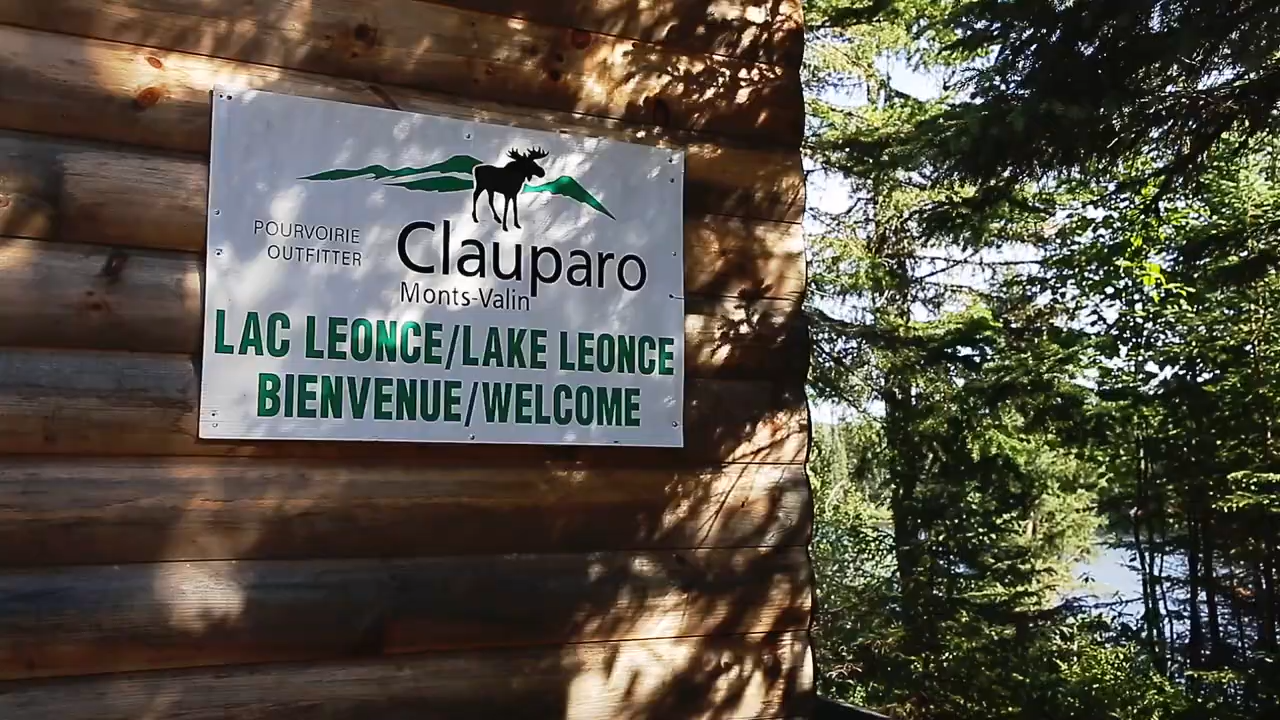 POURVOIRIE
OUTFITTER
Clauparo
Monts-Valin
LAC LEONCE/LAKE LEONCE
BIENVENUE/WELCOME